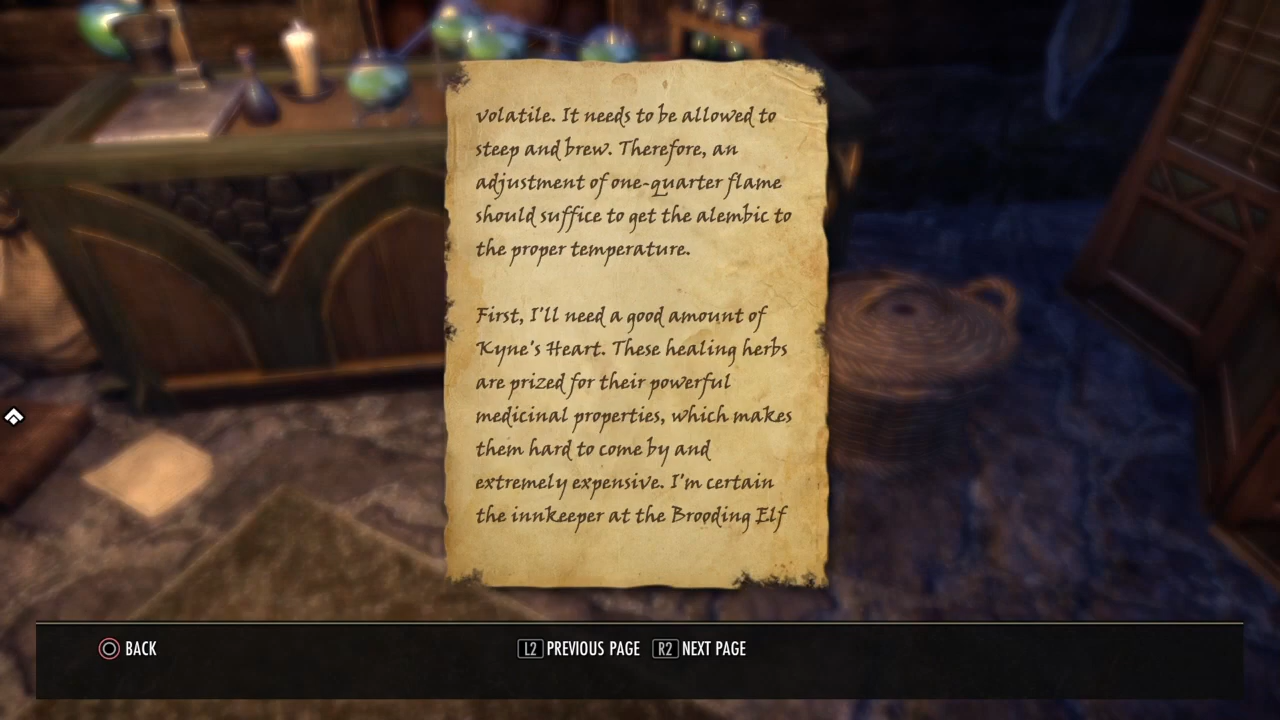 volatile. It needs to be allowed to
steep and brew. Therefore, an
adjustment of one-quarter flame
should suffice to get the alembic to
the proper temperature.
First, I'll need a good amount of
Kyne's Heart. These healing herbs
are prized for their powerful
medicinal properties, which makes
them hard to come by and
extremely expensive. I'm certain
the innkeeper at the Brooding Elf
BACK
L2 PREVIOUS PAGE R2 NEXT PAGE